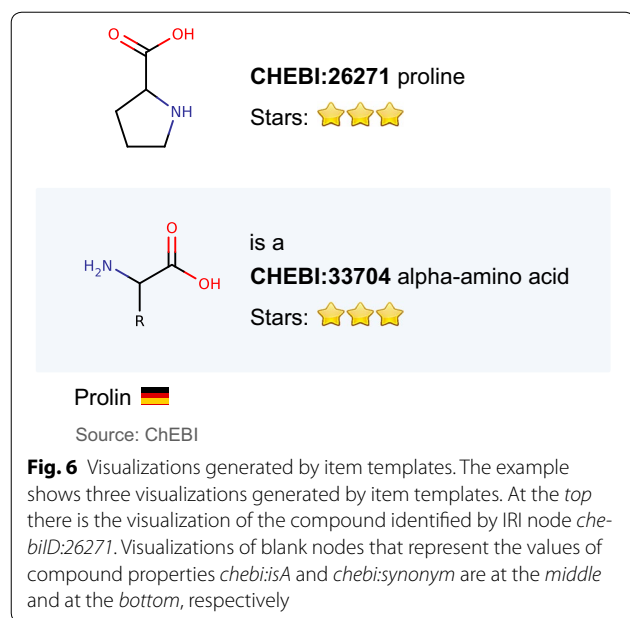 O
OH
NH
CHEBI:26271 proline
Stars:
O
H₂N
OH
R
is a
CHEBI:33704 alpha-amino acid
Stars:
Prolin
Source: ChEBI
Fig. 6 Visualizations generated by item templates. The example
shows three visualizations generated by item templates. At the top
there is the visualization of the compound identified by IRI node che-
biID:26271. Visualizations of blank nodes that represent the values of
compound properties chebi:isA and chebi:synonym are at the middle
and at the bottom, respectively